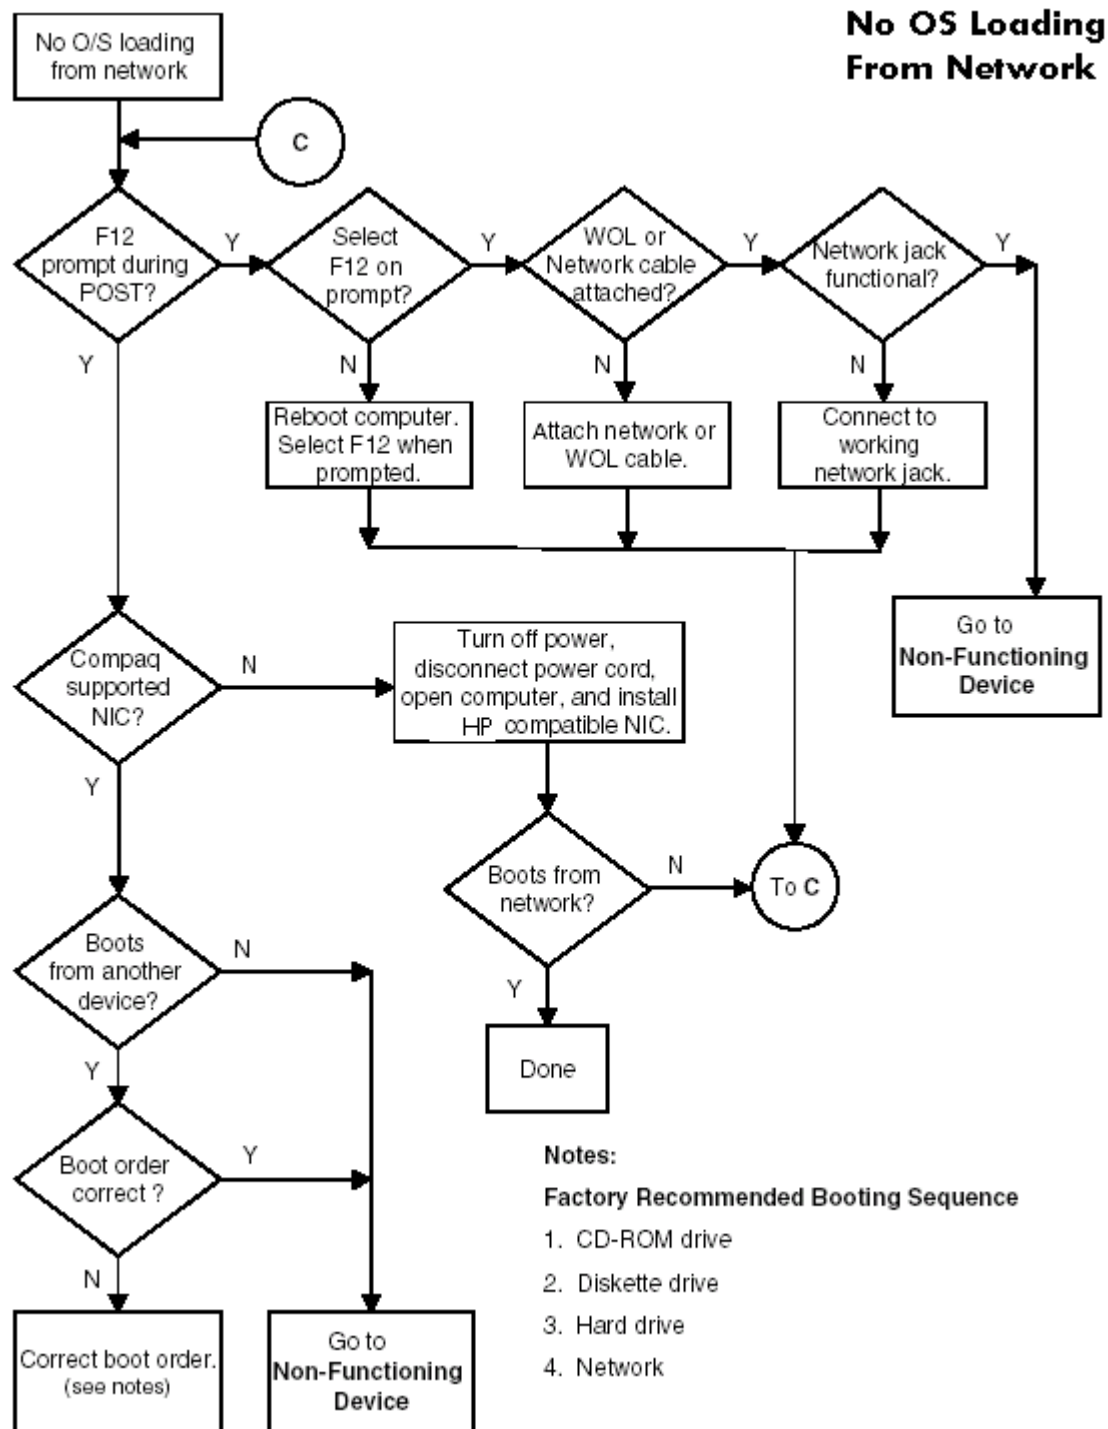 No OS Loading
From Network
No O/S loading
from network
C
F12
prompt during
POST?
Y
Select
F12 on
prompt?
Y
WOL or
Network cable
attached?
Y
Network jack
functional?
Y
Y
N
N
N
Reboot computer.
Select F12 when
prompted.
Attach network or
WOL cable.
Connect to
working
network jack.
Go to
Non-Functioning
Device
Compaq
supported
NIC?
N
Turn off power,
disconnect power cord,
open computer, and install
HP compatible NIC.
Y
Boots from
network?
N
To C
Boots
from another
device?
N
Y
Done
Y
Boot order
correct ?
Y
N
Correct boot order.
(see notes)
Go to
Non-Functioning
Device
Notes:
Factory Recommended Booting Sequence
1. CD-ROM drive
2. Diskette drive
3. Hard drive
4. Network